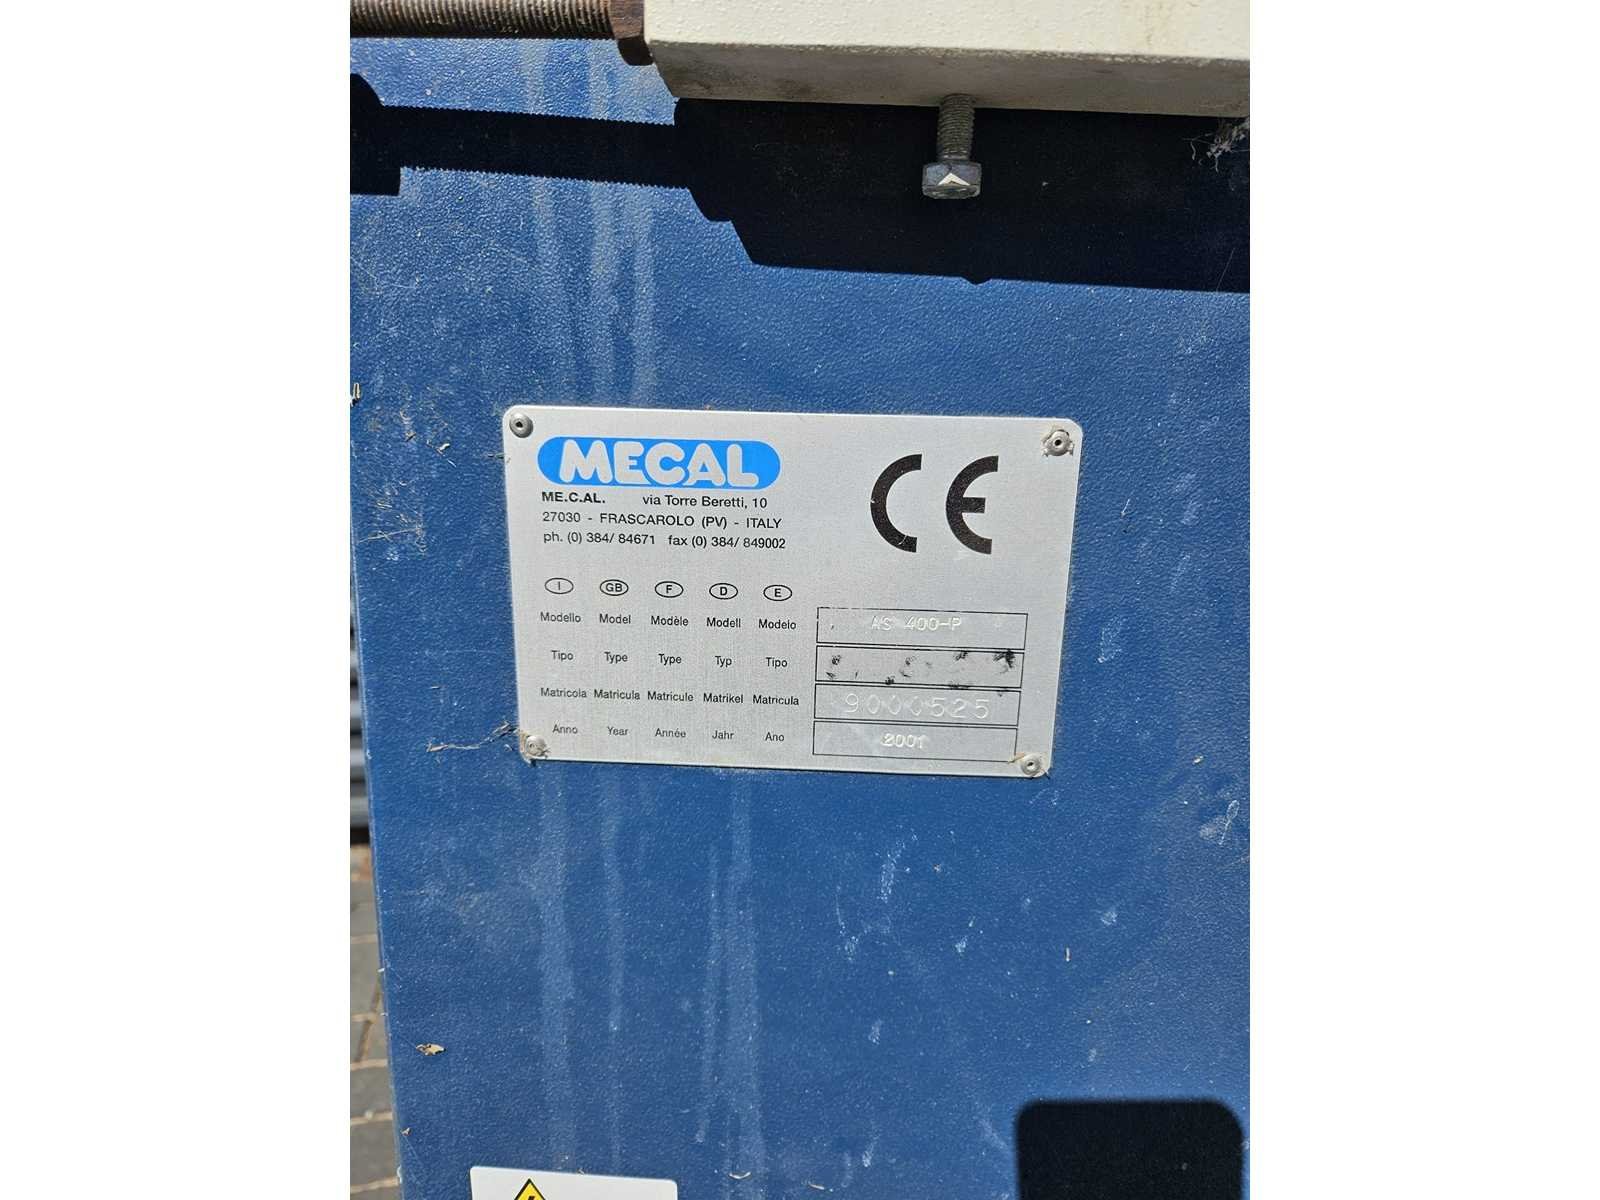 MECAL
CE
ME.C.AL. via Torre Beretti, 10
27030 - FRASCAROLO (PV) - ITALY
ph. (0) 384/ 84671 fax (0) 384/ 849002
I GB F D E
Modello Model Modèle Modell Modelo AS 400-P
Tipo Type Type Typ Tipo
Matricola Matricula Matricule Matrikel Matricula 9000525
Anno Year Année Jahr Ano 2001